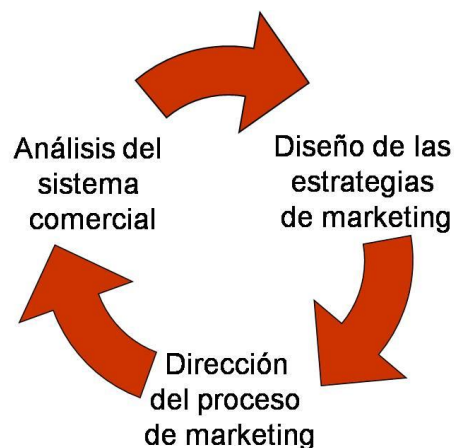 Análisis del
sistema
comercial
Diseño de las
estrategias
de marketing
Dirección
del proceso
de marketing